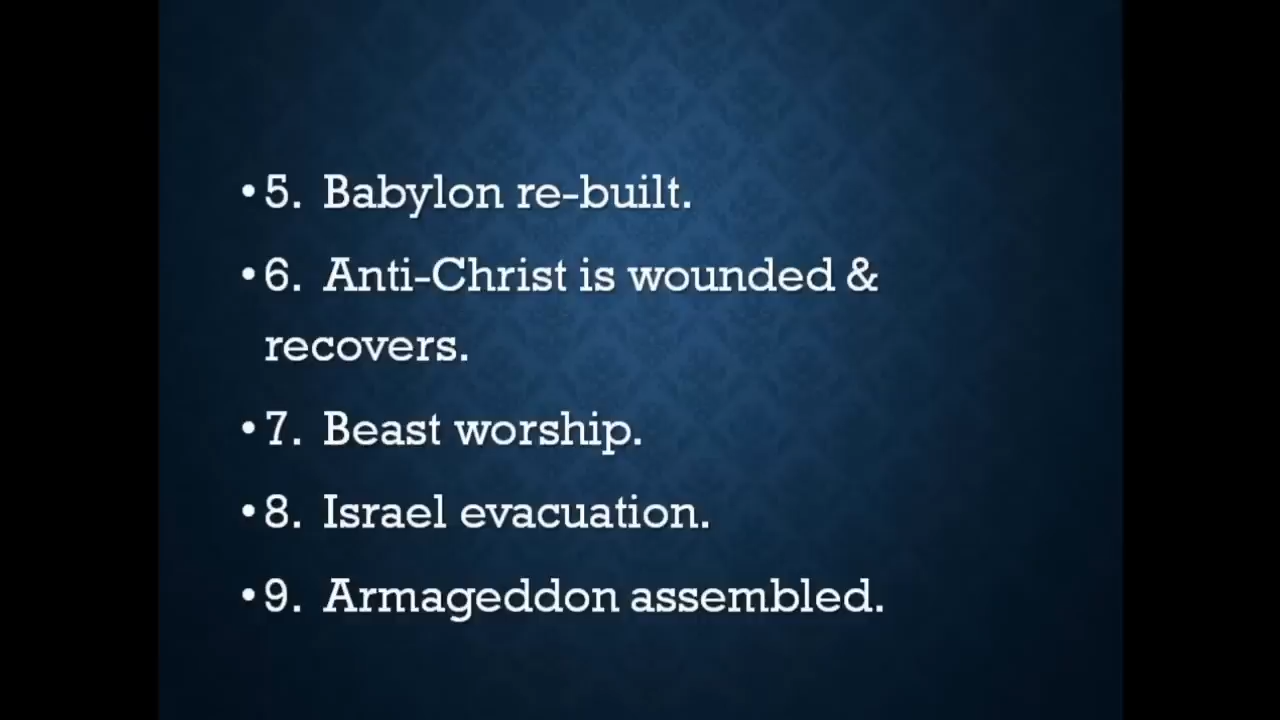 • 5. Babylon re-built.
• 6. Anti-Christ is wounded &
recovers.
• 7. Beast worship.
• 8. Israel evacuation.
• 9. Armageddon assembled.